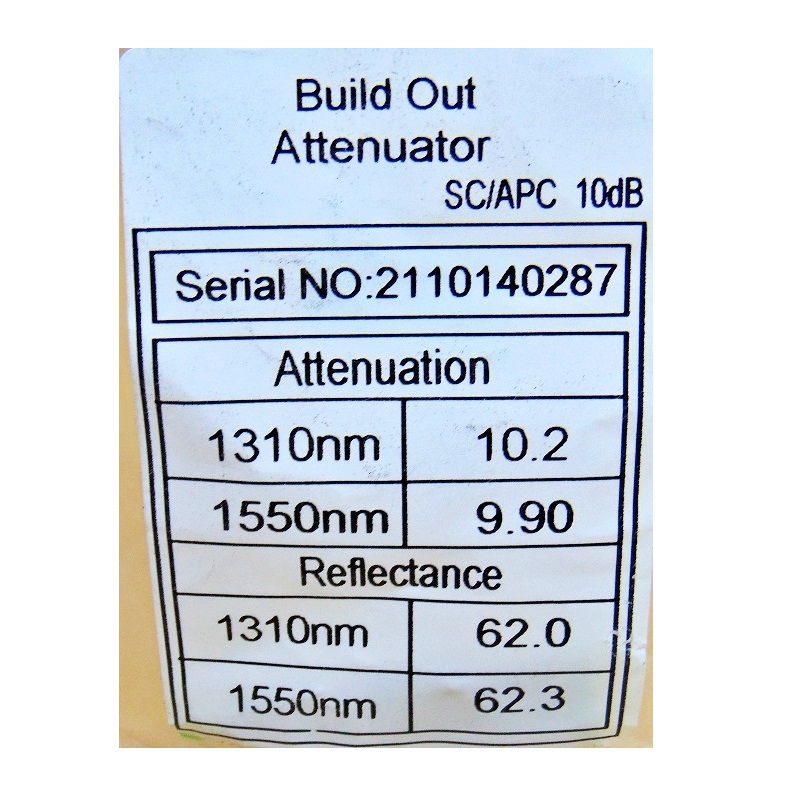 Build Out
Attenuator
SC/APC 10dB
Serial NO:2110140287
Attenuation
1310nm 10.2
1550nm 9.90
Reflectance
1310nm 62.0
1550nm 62.3